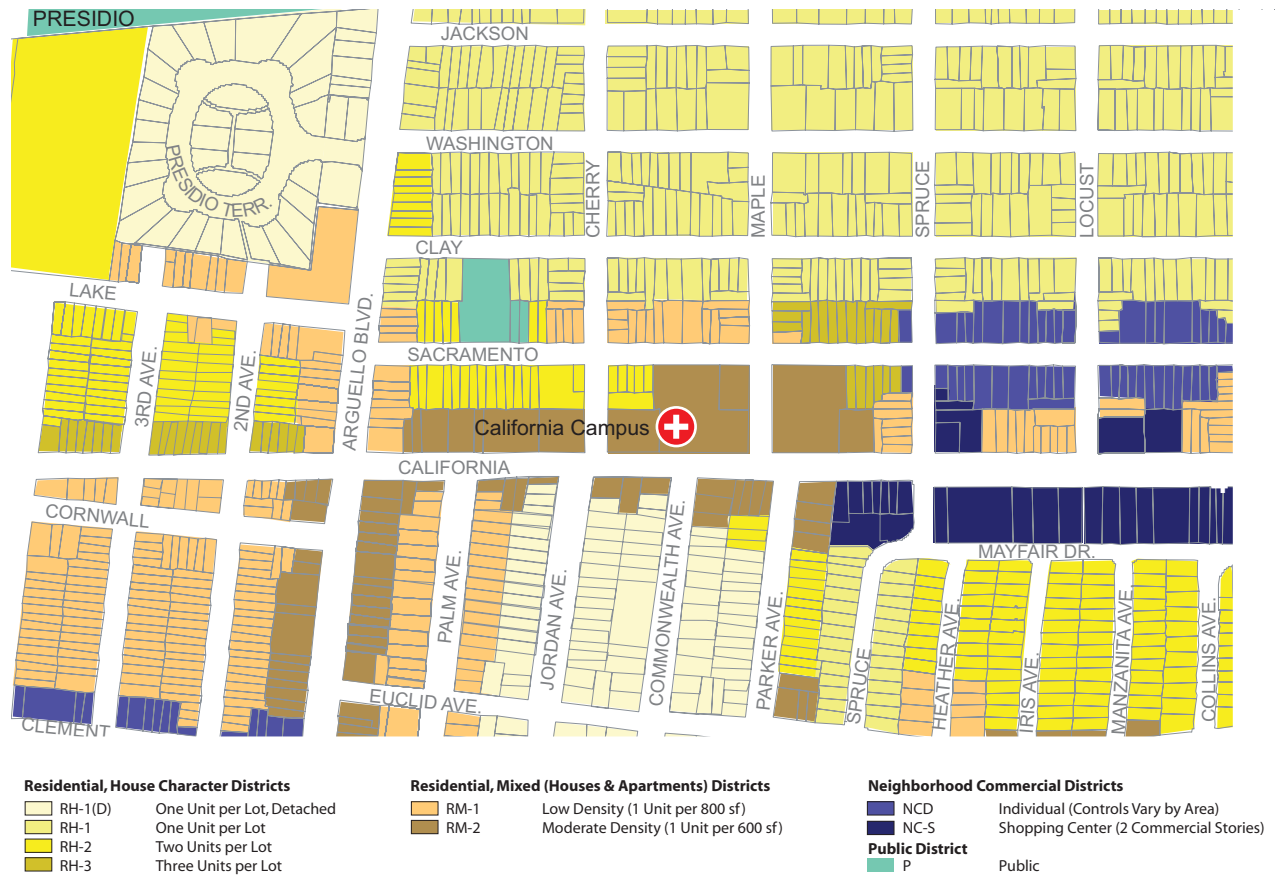 PRESIDIO
JACKSON
WASHINGTON
PRESIDIO TERR.
CHERRY
MAPLE
SPRUCE
LOCUST
CLAY
LAKE
ARGUELLO BLVD.
3RD AVE.
2ND AVE.
SACRAMENTO
California Campus
CALIFORNIA
CORNWALL
MAYFAIR DR.
PALM AVE.
JORDAN AVE.
COMMONWEALTH AVE.
PARKER AVE.
SPRUCE
HEATHER AVE.
IRIS AVE.
MANZANITA AVE.
COLLINS AVE.
EUCLID AVE.
CLEMENT
Residential, House Character Districts
RH-1(D) One Unit per Lot, Detached
RH-1 One Unit per Lot
RH-2 Two Units per Lot
RH-3 Three Units per Lot
Residential, Mixed (Houses & Apartments) Districts
RM-1 Low Density (1 Unit per 800 sf)
RM-2 Moderate Density (1 Unit per 600 sf)
Neighborhood Commercial Districts
NCD Individual (Controls Vary by Area)
NC-S Shopping Center (2 Commercial Stories)
Public District
P Public